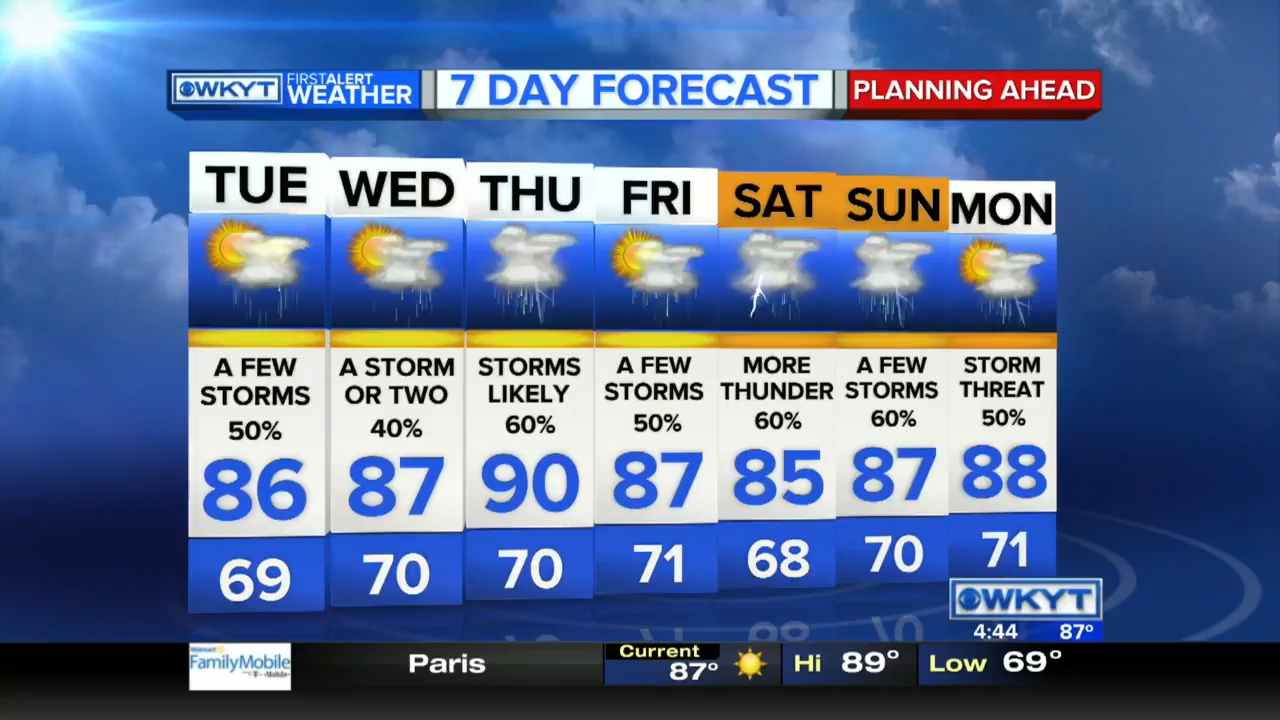 WKYT FIRST ALERT WEATHER 7 DAY FORECAST PLANNING AHEAD
TUE WED THU FRI SAT SUN MON
A FEW STORMS 50% 86 69
A STORM OR TWO 40% 87 70
STORMS LIKELY 60% 90 70
A FEW STORMS 50% 87 71
MORE THUNDER 60% 85 68
A FEW STORMS 60% 87 70
STORM THREAT 50% 88 71
WKYT
4:44 87°
Walmart
FamilyMobile
T-Mobile
Paris
Current
87°
Hi 89°
Low 69°